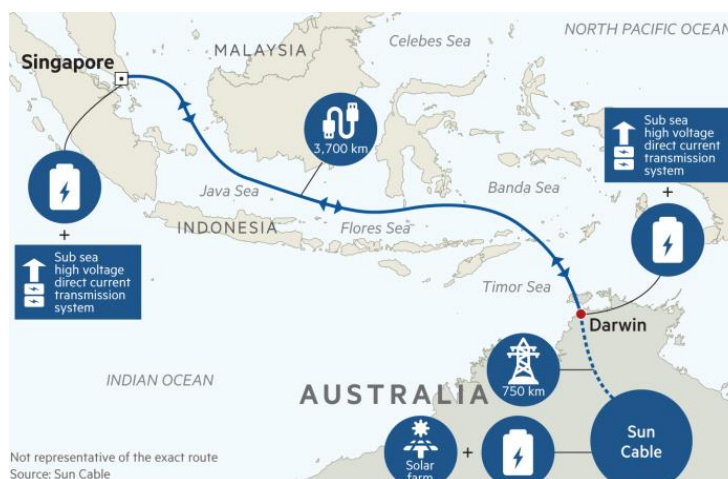 NORTH PACIFIC OCEAN
Celebes Sea
MALAYSIA
Singapore
Sub sea
high voltage
direct current
transmission
system
+
3,700 km
Java Sea
Banda Sea
INDONESIA
Flores Sea
+
Sub sea
high voltage
direct current
transmission
system
Timor Sea
Darwin
INDIAN OCEAN
AUSTRALIA
750 km
Sun
Cable
Solar
farm
+
Not representative of the exact route
Source: Sun Cable